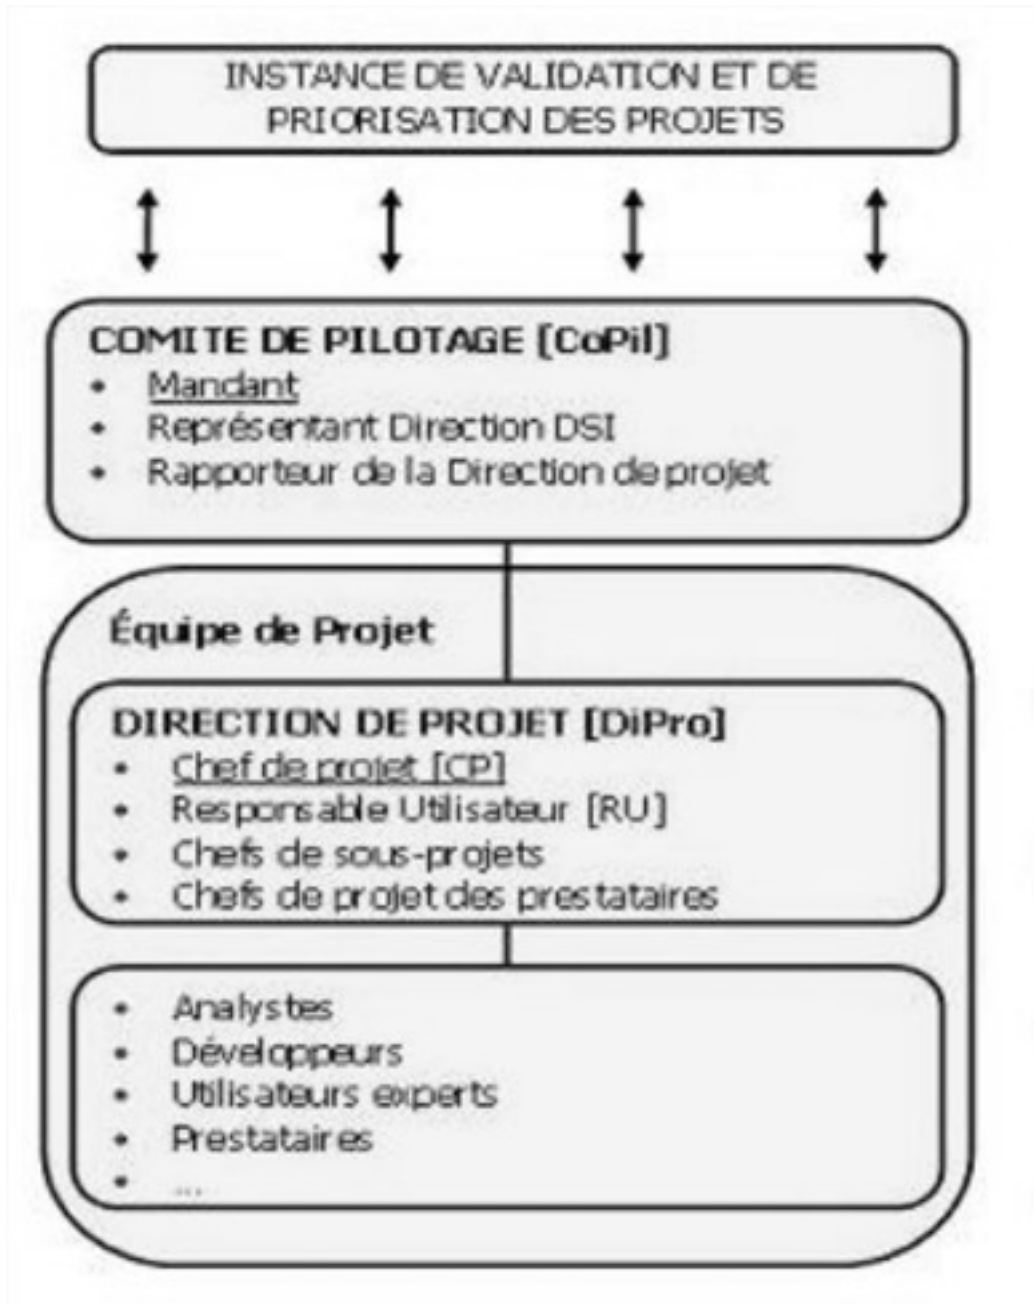 INSTANCE DE VALIDATION ET DE
PRIORISATION DES PROJETS
COMITE DE PILOTAGE [CoPil]
• Mandant
• Représentant Direction DSI
• Rapporteur de la Direction de projet
Équipe de Projet
DIRECTION DE PROJET [DiPro]
• Chef de projet [CP]
• Responsable Utilisateur [RU]
• Chefs de sous-projets
• Chefs de projet des prestataires
• Analystes
• Développeurs
• Utilisateurs experts
• Prestataires
• ...